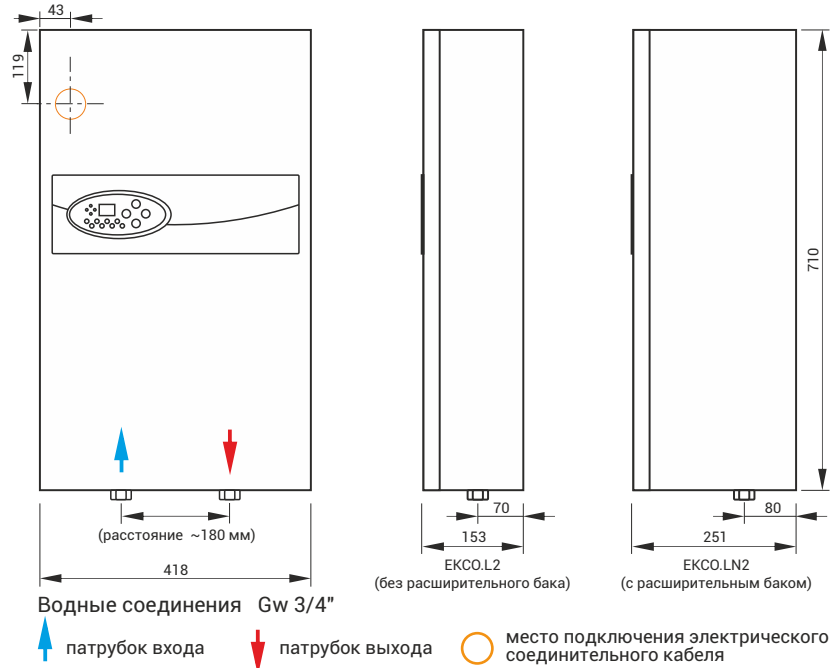 43
119
710
(расстояние ~180 мм)
418
70
153
EKCO.L2
(без расширительного бака)
80
251
EKCO.LN2
(с расширительным баком)
Водные соединения Gw 3/4"
патрубок входа
патрубок выхода
место подключения электрического
соединительного кабеля